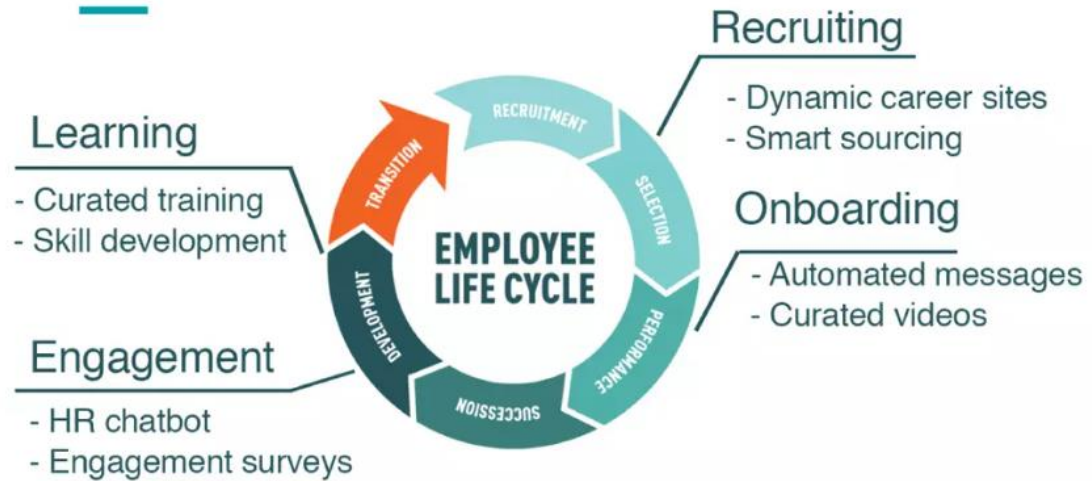 Recruiting
- Dynamic career sites
- Smart sourcing
Onboarding
- Automated messages
- Curated videos
Learning
- Curated training
- Skill development
Engagement
- HR chatbot
- Engagement surveys
EMPLOYEE
LIFE CYCLE
RECRUITMENT
SELECTION
PERFORMANCE
SUCCESSION
DEVELOPMENT
TRANSITION